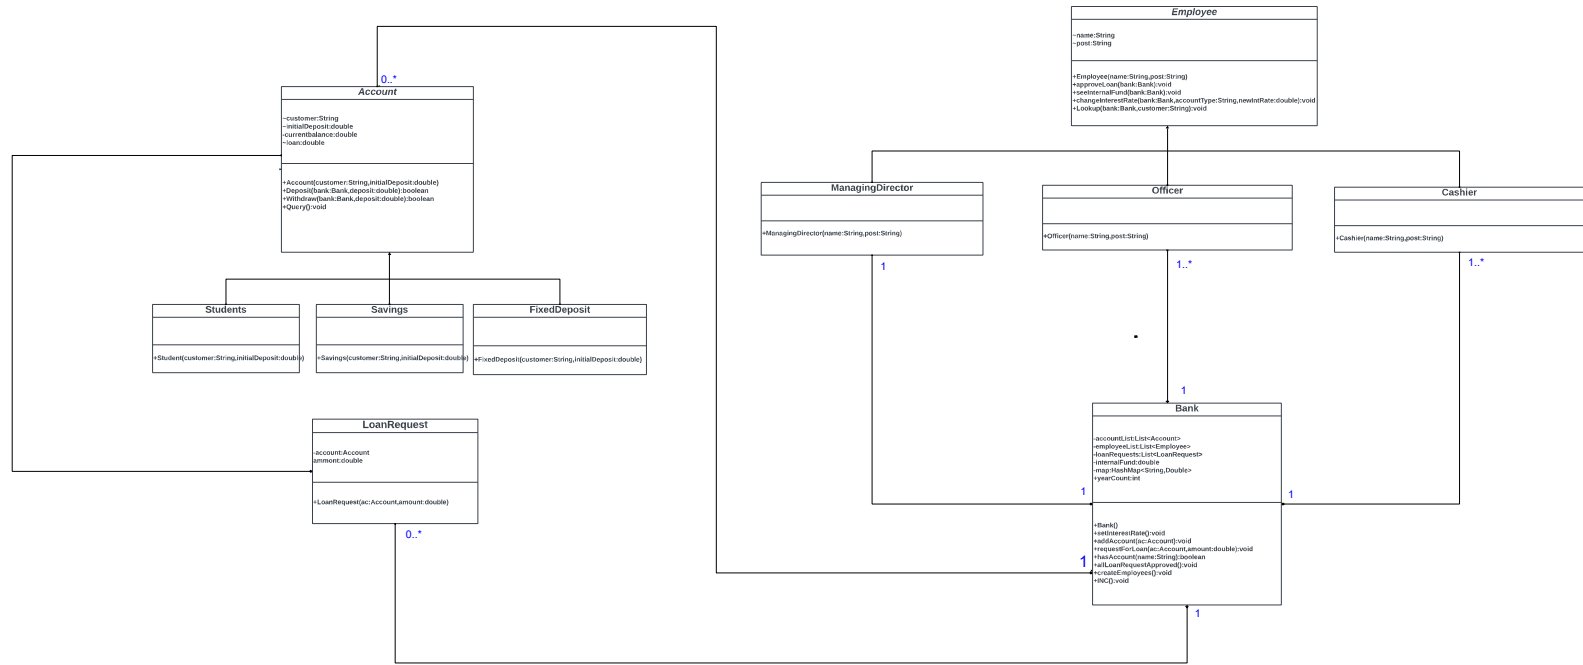 Employee
~name:String
~post:String
+Employee(name:String,post:String)
+approveLoan(bank:Bank):void
+seeInternalFund(bank:Bank):void
+changeInterestRate(bank:Bank,accountType:String,newIntRate:double):void
+Lookup(bank:Bank,customer:String):void
0..*
Account
~customer:String
~initialDeposit:double
-currentbalance:double
~loan:double
+Account(customer:String,initialDeposit:double)
+Deposit(bank:Bank,deposit:double):boolean
+Withdraw(bank:Bank,deposit:double):boolean
+Query():void
ManagingDirector
+ManagingDirector(name:String,post:String)
1
Officer
+Officer(name:String,post:String)
1..*
Cashier
+Cashier(name:String,post:String)
1..*
Students
+Student(customer:String,initialDeposit:double)
Savings
+Savings(customer:String,initialDeposit:double)
FixedDeposit
+FixedDeposit(customer:String,initialDeposit:double)
LoanRequest
-account:Account
ammont:double
+LoanRequest(ac:Account,amount:double)
0..*
1
Bank
-accountList:List<Account>
-employeeList:List<Employee>
-loanRequests:List<LoanRequest>
-internalFund:double
-map:HashMap<String,Double>
+yearCount:int
1
1
+Bank()
+setInterestRate():void
+addAccount(ac:Account):void
+requestForLoan(ac:Account,amount:double):void
+hasAccount(name:String):boolean
+allLoanRequestApproved():void
+createEmployees():void
+INC():void
1
1